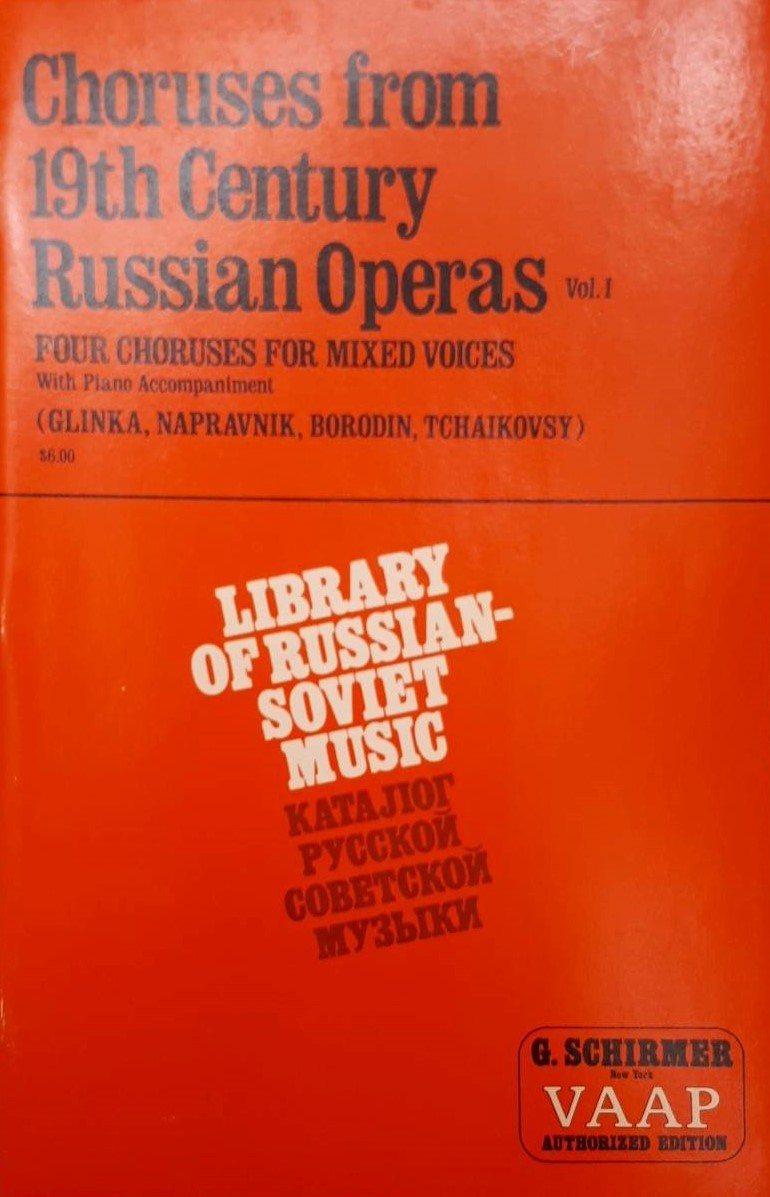 Choruses from
19th Century
Russian Operas Vol. I
FOUR CHORUSES FOR MIXED VOICES
With Piano Accompaniment
(GLINKA, NAPRAVNIK, BORODIN, TCHAIKOVSY)
$6.00
LIBRARY
OF RUSSIAN-
SOVIET
MUSIC
КАТАЛОГ
РУССКОЙ
СОВЕТСКОЙ
МУЗЫКИ
G. SCHIRMER
New York
VAAP
AUTHORIZED EDITION